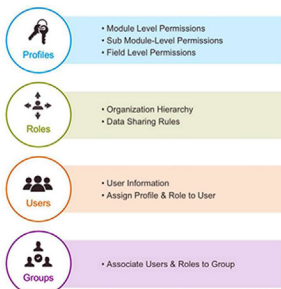 Profiles
• Module Level Permissions
• Sub Module-Level Permissions
• Field Level Permissions
Roles
• Organization Hierarchy
• Data Sharing Rules
Users
• User Information
• Assign Profile & Role to User
Groups
• Associate Users & Roles to Group